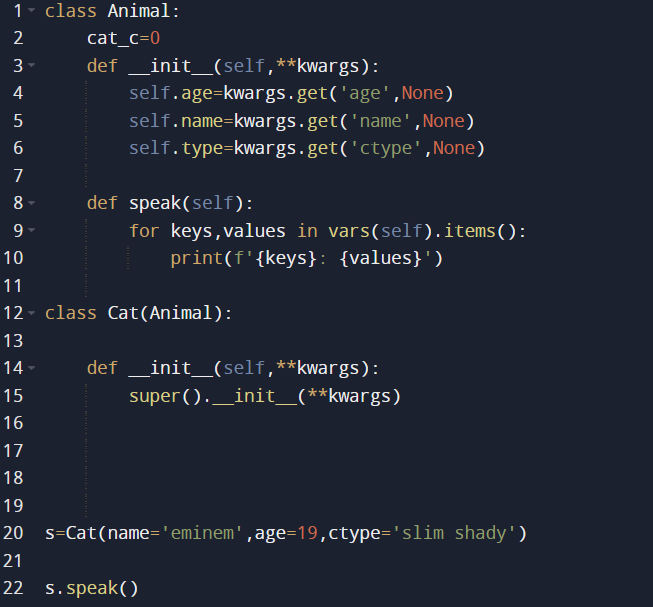 1 class Animal:
2     cat_c=0
3     def __init__(self,**kwargs):
4         self.age=kwargs.get('age',None)
5         self.name=kwargs.get('name',None)
6         self.type=kwargs.get('ctype',None)
7
8     def speak(self):
9         for keys,values in vars(self).items():
10             print(f'{keys}: {values}')
11
12 class Cat(Animal):
13
14     def __init__(self,**kwargs):
15         super().__init__(**kwargs)
16
17
18
19
20 s=Cat(name='eminem',age=19,ctype='slim shady')
21
22 s.speak()